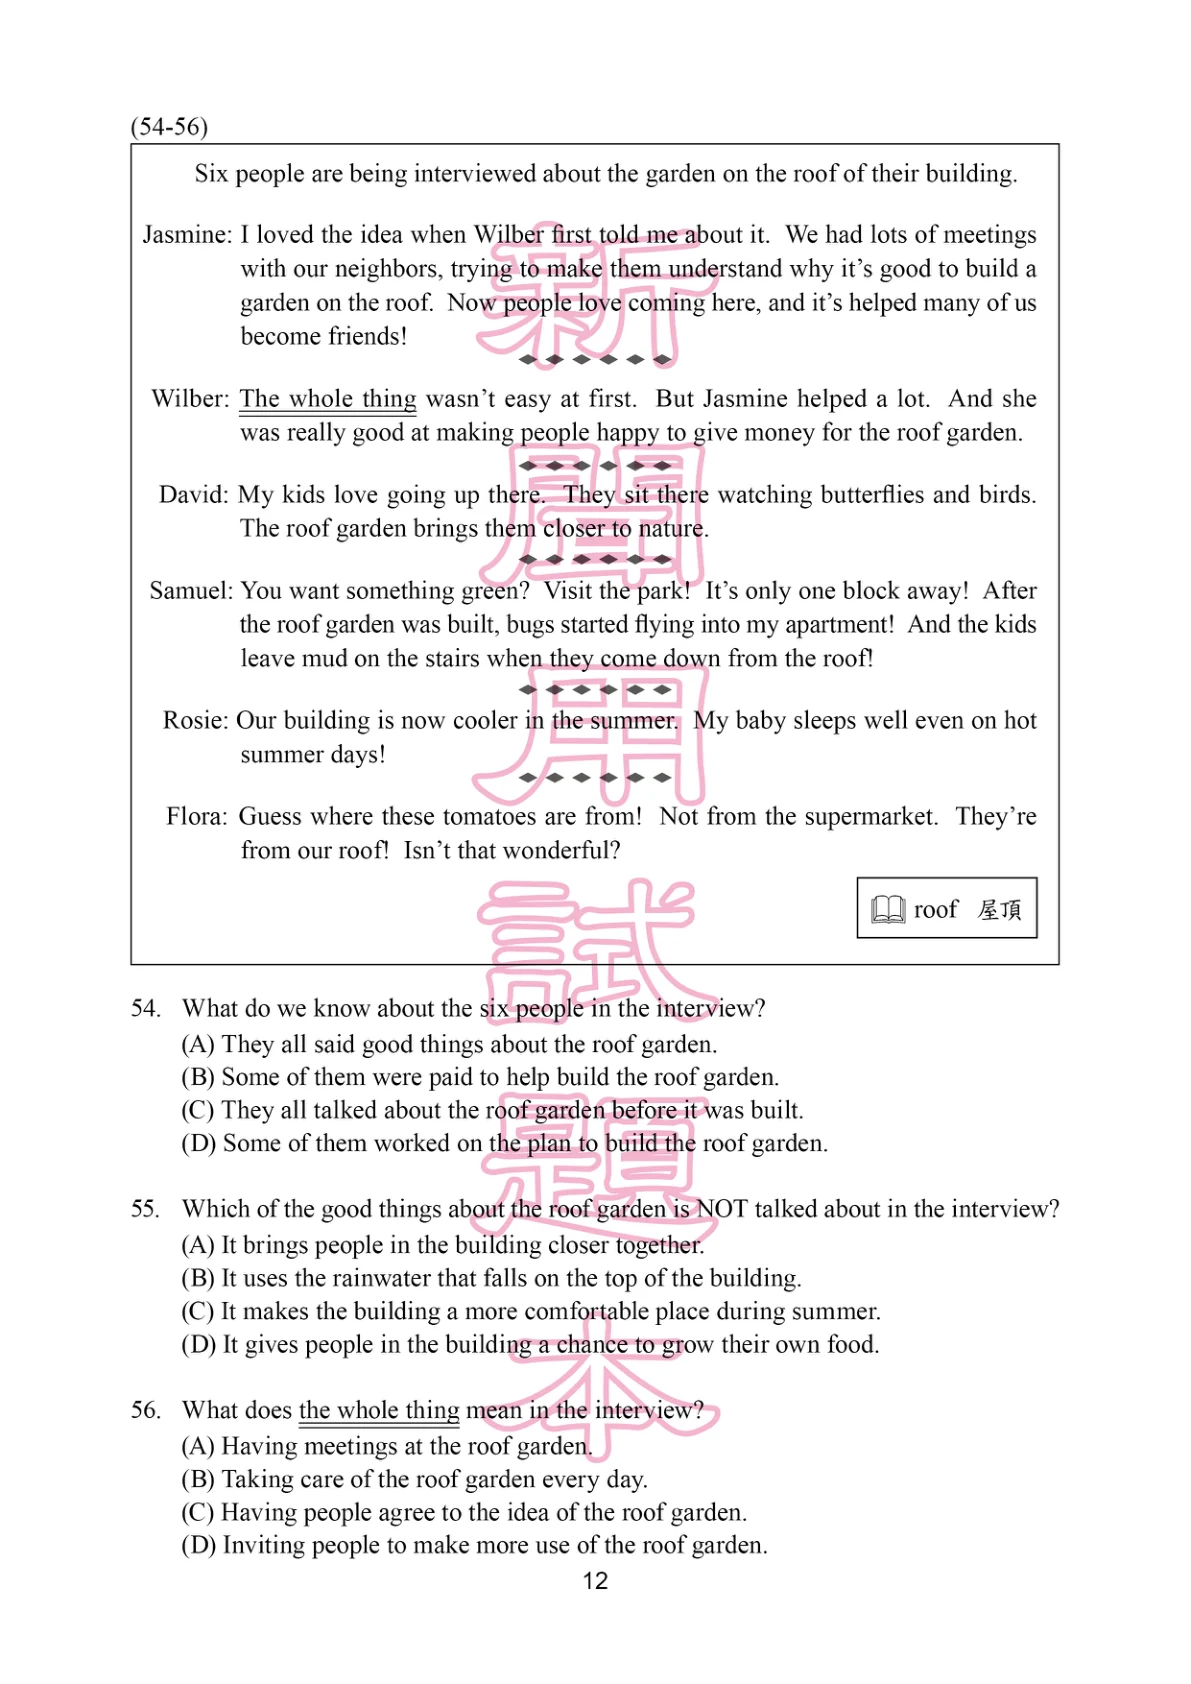 (54-56)
Six people are being interviewed about the garden on the roof of their building.
Jasmine: I loved the idea when Wilber first told me about it. We had lots of meetings
with our neighbors, trying to make them understand why it’s good to build a
garden on the roof. Now people love coming here, and it’s helped many of us
become friends!
Wilber: The whole thing wasn’t easy at first. But Jasmine helped a lot. And she
was really good at making people happy to give money for the roof garden.
David: My kids love going up there. They sit there watching butterflies and birds.
The roof garden brings them closer to nature.
Samuel: You want something green? Visit the park! It’s only one block away! After
the roof garden was built, bugs started flying into my apartment! And the kids
leave mud on the stairs when they come down from the roof!
Rosie: Our building is now cooler in the summer. My baby sleeps well even on hot
summer days!
Flora: Guess where these tomatoes are from! Not from the supermarket. They’re
from our roof! Isn’t that wonderful?
roof 屋頂
54. What do we know about the six people in the interview?
(A) They all said good things about the roof garden.
(B) Some of them were paid to help build the roof garden.
(C) They all talked about the roof garden before it was built.
(D) Some of them worked on the plan to build the roof garden.
55. Which of the good things about the roof garden is NOT talked about in the interview?
(A) It brings people in the building closer together.
(B) It uses the rainwater that falls on the top of the building.
(C) It makes the building a more comfortable place during summer.
(D) It gives people in the building a chance to grow their own food.
56. What does the whole thing mean in the interview?
(A) Having meetings at the roof garden.
(B) Taking care of the roof garden every day.
(C) Having people agree to the idea of the roof garden.
(D) Inviting people to make more use of the roof garden.
12
新聞用試題本